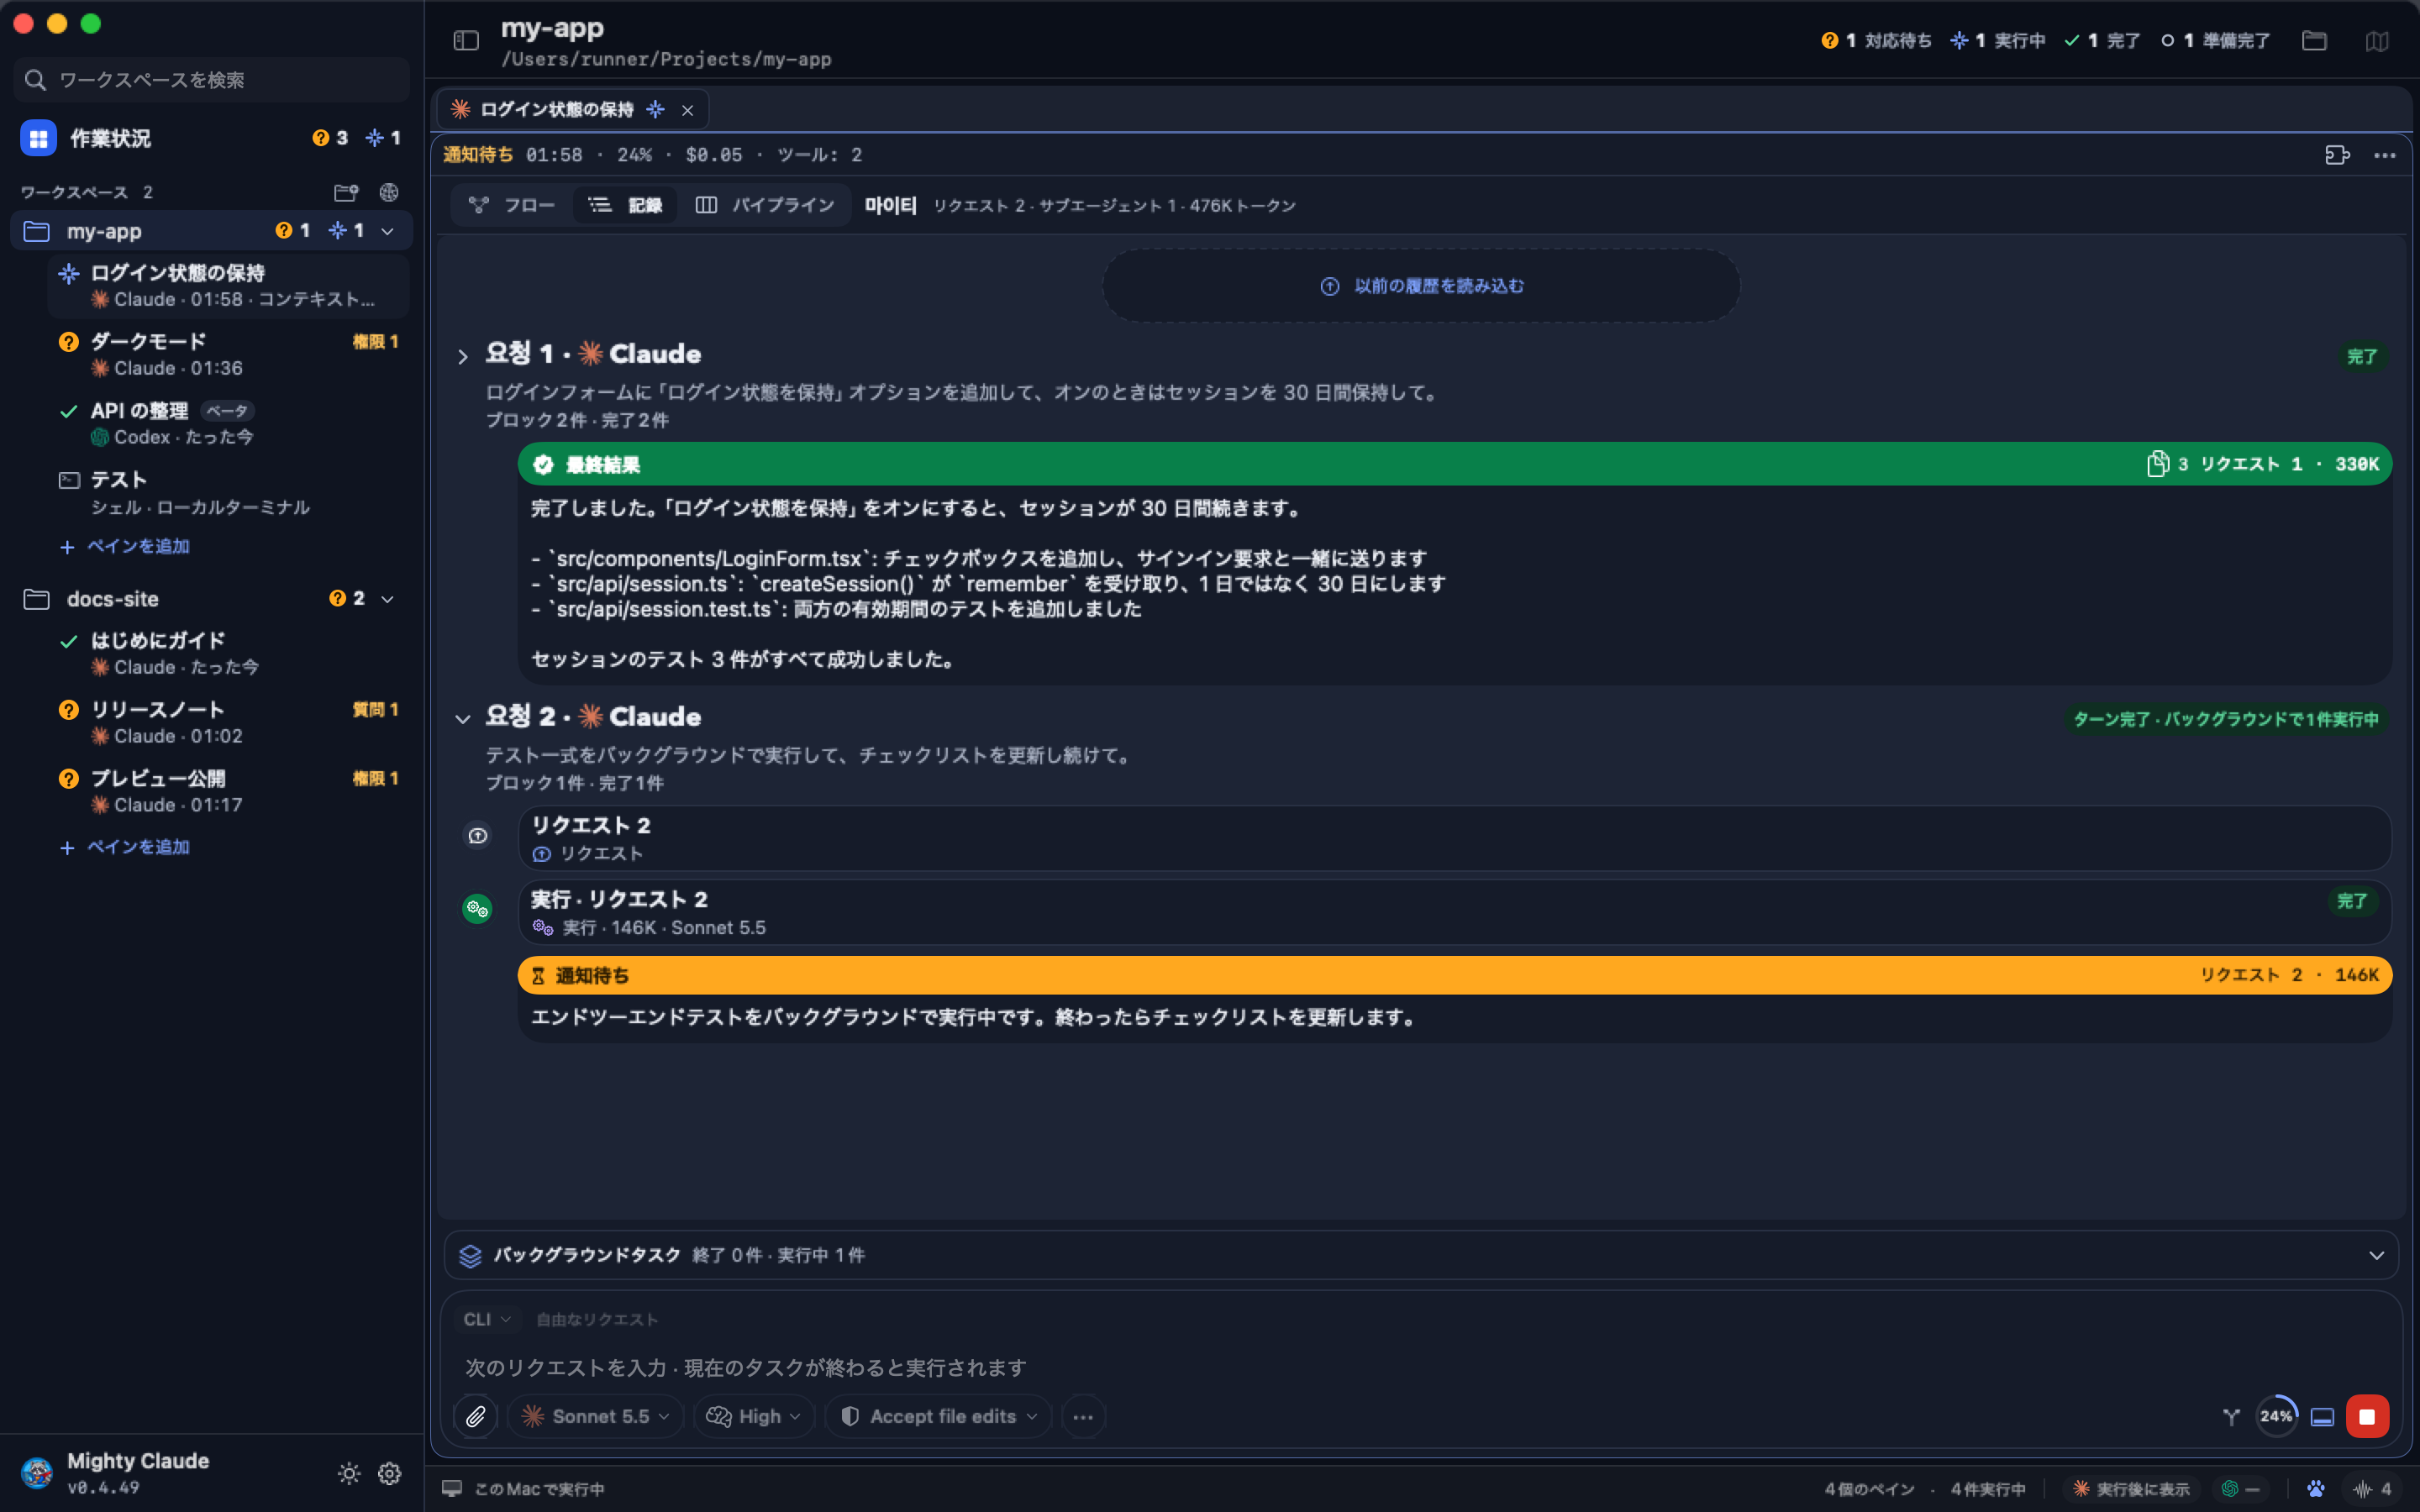 ワークスペースを検索
作業状況 3 1
ワークスペース 2
my-app 1 1
ログイン状態の保持
Claude · 01:58 · コンテキスト...
ダークモード 権限 1
Claude · 01:36
API の整理 ベータ
Codex · たった今
テスト
シェル · ローカルターミナル
+ ペインを追加
docs-site 2
はじめにガイド
Claude · たった今
リリースノート 質問 1
Claude · 01:02
プレビュー公開 権限 1
Claude · 01:17
+ ペインを追加
Mighty Claude
v0.4.49
my-app
/Users/runner/Projects/my-app
1 対応待ち 1 実行中 1 完了 1 準備完了
ログイン状態の保持
通知待ち 01:58 · 24% · $0.05 · ツール: 2
フロー 記録 パイプライン 마이티 リクエスト 2 · サブエージェント 1 · 476K トークン
以前の履歴を読み込む
요청 1 · Claude 完了
ログインフォームに「ログイン状態を保持」オプションを追加して、オンのときはセッションを 30 日間保持して。
ブロック 2 件 · 完了 2 件
最終結果 3 リクエスト 1 · 330K
完了しました。「ログイン状態を保持」をオンにすると、セッションが 30 日間続きます。
- `src/components/LoginForm.tsx`: チェックボックスを追加し、サインイン要求と一緒に送ります
- `src/api/session.ts`: `createSession()` が `remember` を受け取り、1 日ではなく 30 日にします
- `src/api/session.test.ts`: 両方の有効期間のテストを追加しました
セッションのテスト 3 件がすべて成功しました。
요청 2 · Claude ターン完了 · バックグラウンドで1件実行中
テスト一式をバックグラウンドで実行して、チェックリストを更新し続けて。
ブロック 1 件 · 完了 1 件
リクエスト 2
リクエスト
実行 · リクエスト 2 完了
実行 · 146K · Sonnet 5.5
通知待ち リクエスト 2 · 146K
エンドツーエンドテストをバックグラウンドで実行中です。終わったらチェックリストを更新します。
バックグラウンドタスク 終了 0 件 · 実行中 1 件
CLI 自由なリクエスト
次のリクエストを入力 · 現在のタスクが終わると実行されます
Sonnet 5.5 High Accept file edits 24%
この Mac で実行中 4 個のペイン · 4 件実行中 実行後に表示 — 4